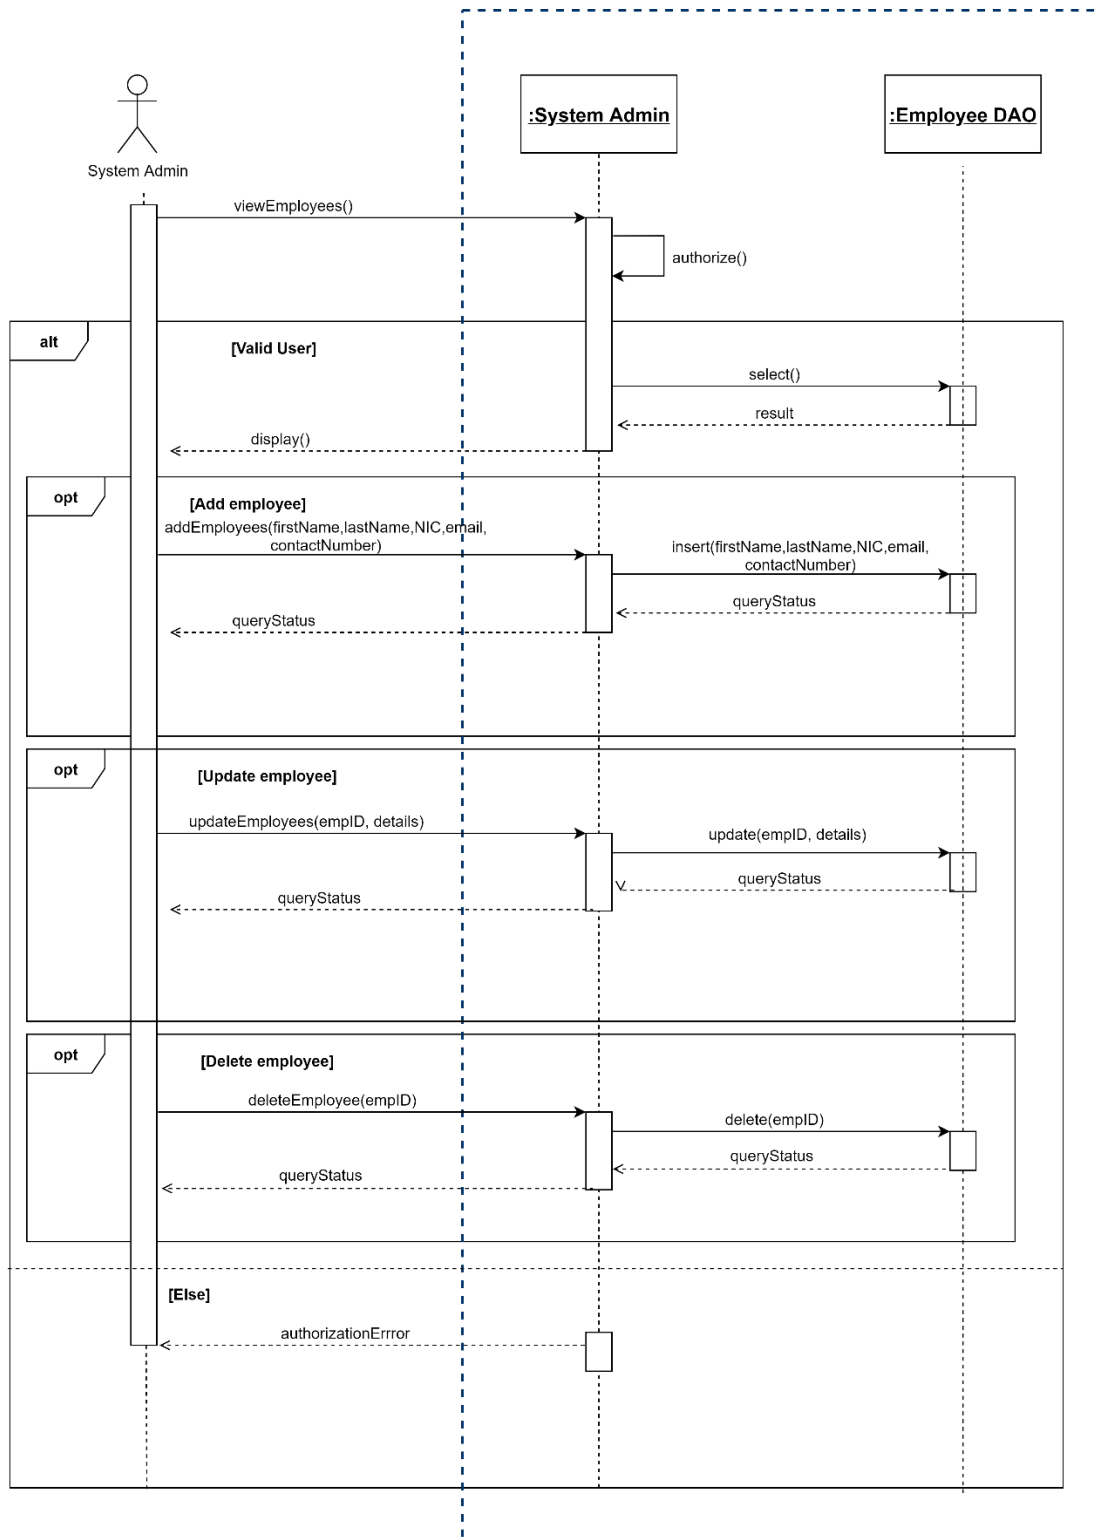 :System Admin
:Employee DAO
System Admin
viewEmployees()
authorize()
alt
[Valid User]
select()
result
display()
opt
[Add employee]
addEmployees(firstName,lastName,NIC,email,
contactNumber)
insert(firstName,lastName,NIC,email,
contactNumber)
queryStatus
queryStatus
opt
[Update employee]
updateEmployees(empID, details)
update(empID, details)
queryStatus
queryStatus
opt
[Delete employee]
deleteEmployee(empID)
delete(empID)
queryStatus
queryStatus
[Else]
authorizationErrror